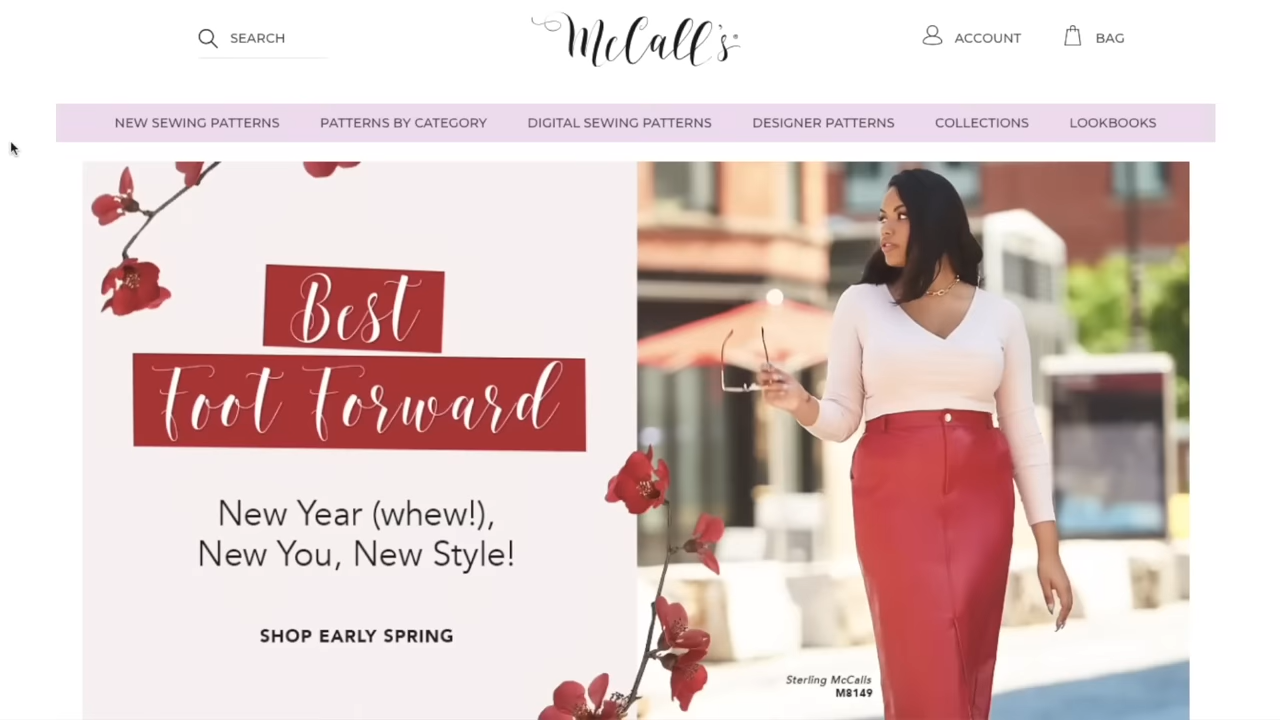 SEARCH
McCall's
ACCOUNT
BAG
NEW SEWING PATTERNS
PATTERNS BY CATEGORY
DIGITAL SEWING PATTERNS
DESIGNER PATTERNS
COLLECTIONS
LOOKBOOKS
Best
Foot Forward
New Year (whew!),
New You, New Style!
SHOP EARLY SPRING
Sterling McCalls
M8149